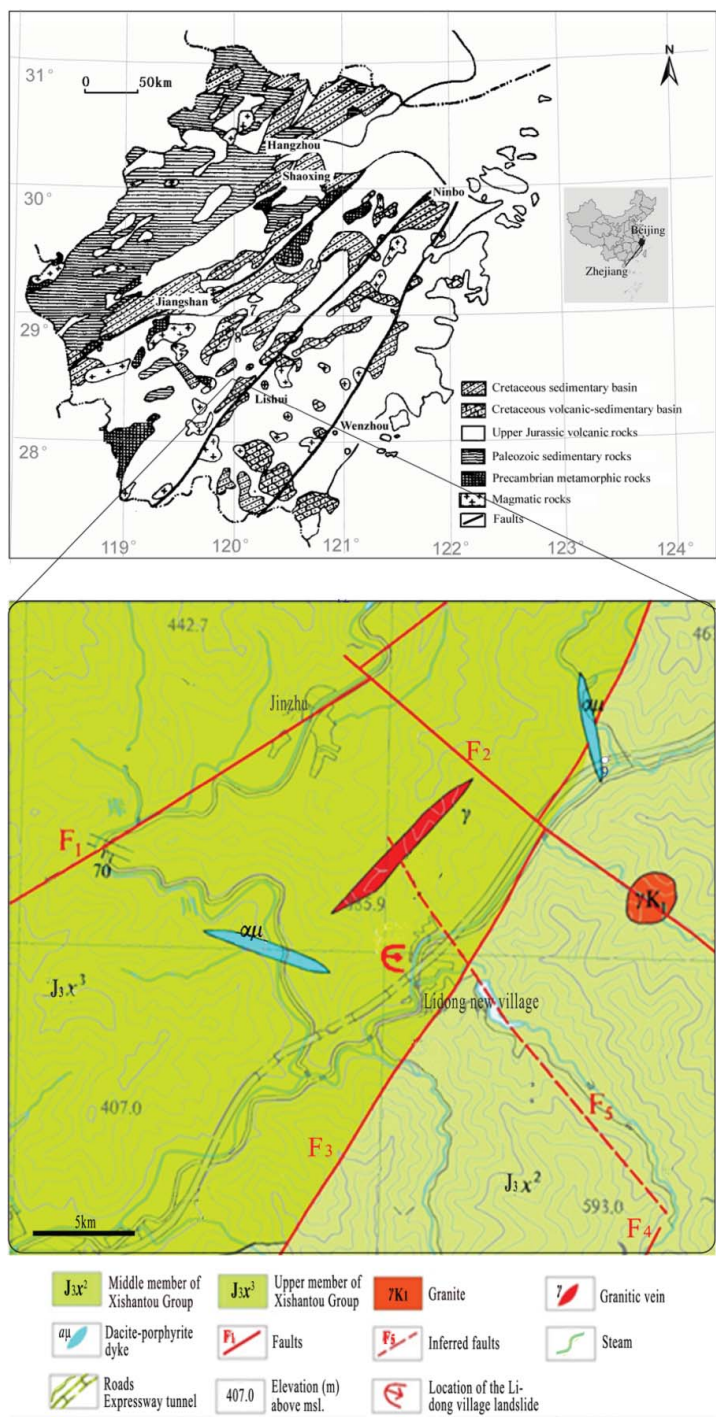 31°
0 50km
N
Hangzhou
Shaoxing
30°
Ninbo
Beijing
Zhejiang
Jiangshan
7
29°
8
Cretaceous sedimentary basin
Cretaceous volcanic-sedimentary basin
Lishui
Wenzhou
Upper Jurassic volcanic rocks
28°
Paleozoic sedimentary rocks
Precambrian metamorphic rocks
Magmatic rocks
Faults
119° 120° 121° 122° 123° 124°
442.7
Jinzhu
αμ
F2
γ
F1
70
γK1
αμ
J3x³
Lidong new village
407.0
F5
F3
J3x²
593.0
F4
5km
J3x² Middle member of Xishantou Group
J3x³ Upper member of Xishantou Group
γK1 Granite
γ Granitic vein
αμ Dacite-porphyrite dyke
F1 Faults
F5 Inferred faults
Steam
Roads
Expressway tunnel
407.0 Elevation (m) above msl.
Location of the Li-dong village landslide